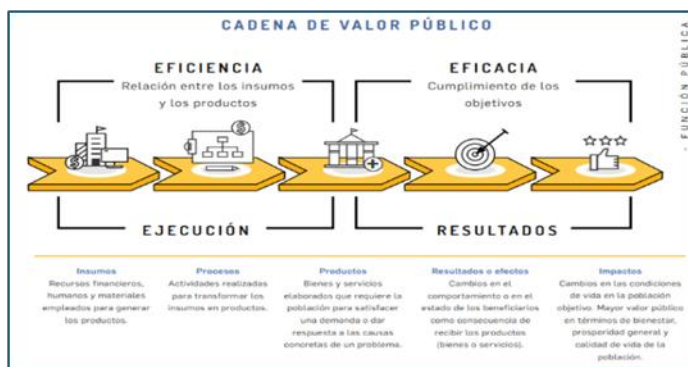 CADENA DE VALOR PÚBLICO
EFICIENCIA
Relación entre los insumos
y los productos
EFICACIA
Cumplimiento de los
objetivos
- FUNCIÓN PÚBLICA -
EJECUCIÓN
RESULTADOS
Insumos
Recursos financieros,
humanos y materiales
empleados para generar
los productos.
Procesos
Actividades realizadas
para transformar los
insumos en productos.
Productos
Bienes y servicios
elaborados que requiere la
población para satisfacer
una demanda o dar
respuesta a las causas
concretas de un problema.
Resultados o efectos
Cambios en el
comportamiento o en el
estado de los beneficiarios
como consecuencia de
recibir los productos
(bienes o servicios).
Impactos
Cambios en las condiciones
de vida en la población
objetivo. Mayor valor público
en términos de bienestar,
prosperidad general y
calidad de vida de la
población.